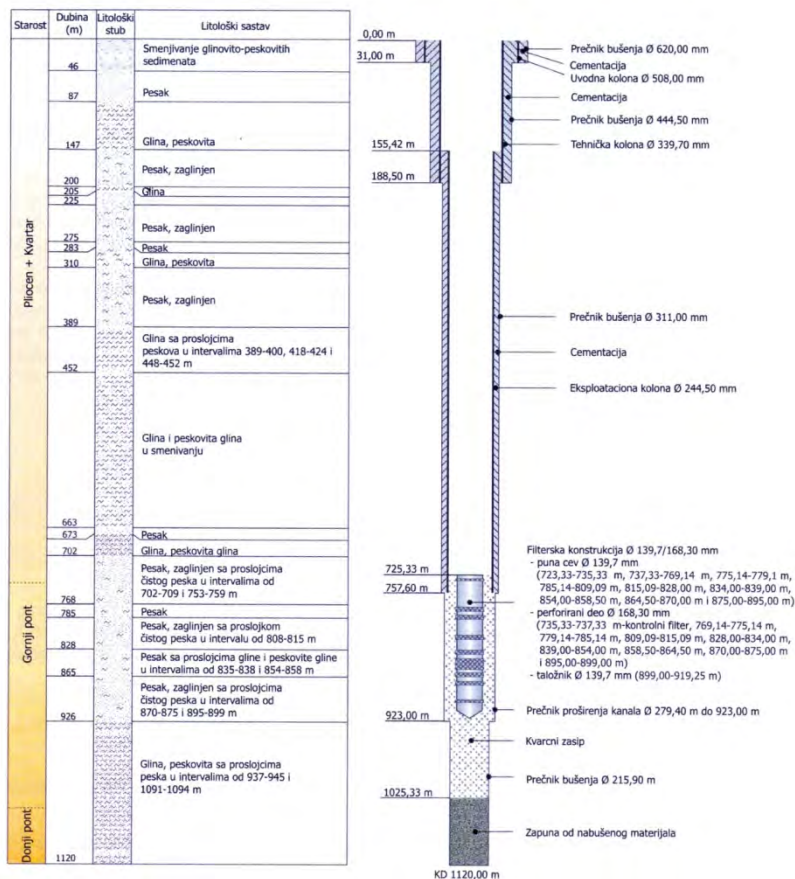 Starost
Dubina
(m)
Litološki
stub
Litološki sastav
Pliocen + Kvartar
Gornji pont
Donji pont
46
87
147
200
205
225
275
283
310
389
452
663
673
702
768
785
828
865
926
1120
Smenjivanje glinovito-peskovitih
sedimenata
Pesak
Glina, peskovita
Pesak, zaglinjen
Glina
Pesak, zaglinjen
Pesak
Glina, peskovita
Pesak, zaglinjen
Glina sa proslojcima
peskova u intervalima 389-400, 418-424 i
448-452 m
Glina i peskovita glina
u smenivanju
Pesak
Glina, peskovita glina
Pesak, zaglinjen sa proslojcima
čistog peska u intervalima od
702-709 i 753-759 m
Pesak
Pesak, zaglinjen sa proslojkom
čistog peska u intervalu od 808-815 m
Pesak sa proslojcima gline i peskovite gline
u intervalima od 835-838 i 854-858 m
Pesak, zaglinjen sa proslojcima
čistog peska u intervalima od
870-875 i 895-899 m
Glina, peskovita sa proslojcima
peska u intervalima od 937-945 i
1091-1094 m
0,00 m
31,00 m
155,42 m
188,50 m
725,33 m
757,60 m
923,00 m
1025,33 m
KD 1120,00 m
Prečnik bušenja Ø 620,00 mm
Cementacija
Uvodna kolona Ø 508,00 mm
Cementacija
Prečnik bušenja Ø 444,50 mm
Tehnička kolona Ø 339,70 mm
Prečnik bušenja Ø 311,00 mm
Cementacija
Eksploataciona kolona Ø 244,50 mm
Filterska konstrukcija Ø 139,7/168,30 mm
- puna cev Ø 139,7 mm
(723,33-735,33 m, 737,33-769,14 m, 775,14-779,1 m,
785,14-809,09 m, 815,09-828,00 m, 834,00-839,00 m,
854,00-858,50 m, 864,50-870,00 m i 875,00-895,00 m)
- perforirani deo Ø 168,30 mm
(735,33-737,33 m-kontrolni filter, 769,14-775,14 m,
779,14-785,14 m, 809,09-815,09 m, 828,00-834,00 m,
839,00-854,00 m, 858,50-864,50 m, 870,00-875,00 m
i 895,00-899,00 m)
- taložnik Ø 139,7 mm (899,00-919,25 m)
Prečnik proširenja kanala Ø 279,40 m do 923,00 m
Kvarcni zasip
Prečnik bušenja Ø 215,90 m
Zapuna od nabušenog materijala